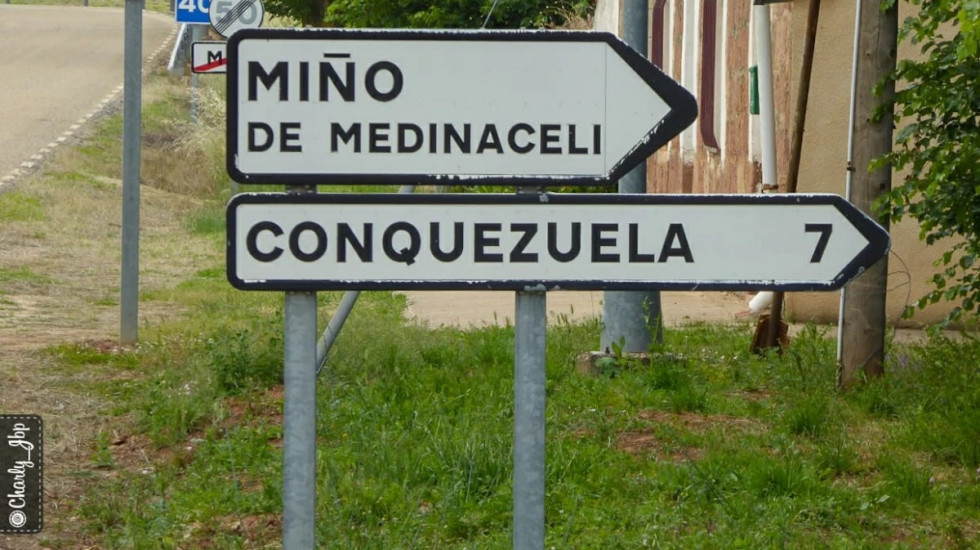 40
50
M
MIÑO
DE MEDINACELI
CONQUEZUELA 7
©Charly_Jbp